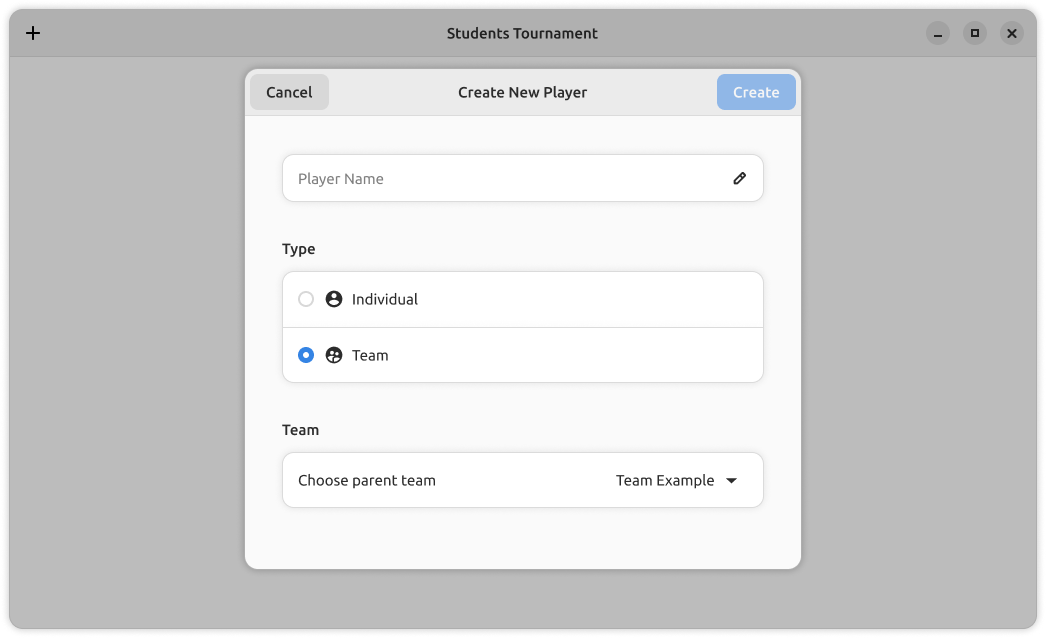 Students Tournament
Cancel
Create New Player
Create
Player Name
Type
Individual
Team
Team
Choose parent team
Team Example